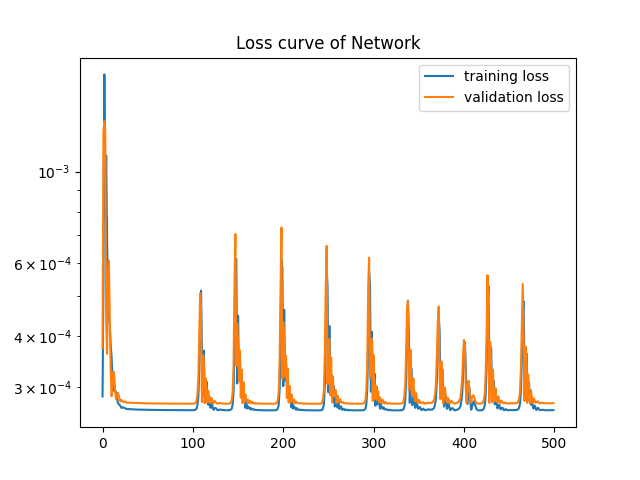 Loss curve of Network
training loss
validation loss
10⁻³
6 × 10⁻⁴
4 × 10⁻⁴
3 × 10⁻⁴
0 100 200 300 400 500